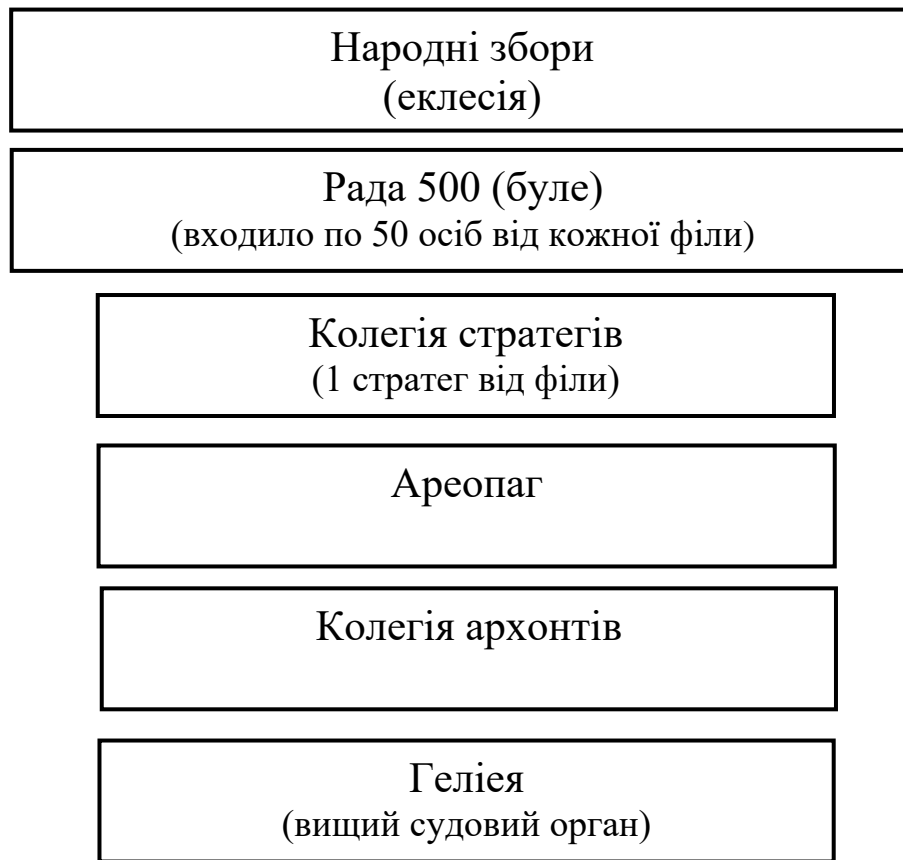 Народні збори
(еклесія)
Рада 500 (буле)
(входило по 50 осіб від кожної філи)
Колегія стратегів
(1 стратег від філи)
Ареопаг
Колегія архонтів
Геліея
(вищий судовий орган)